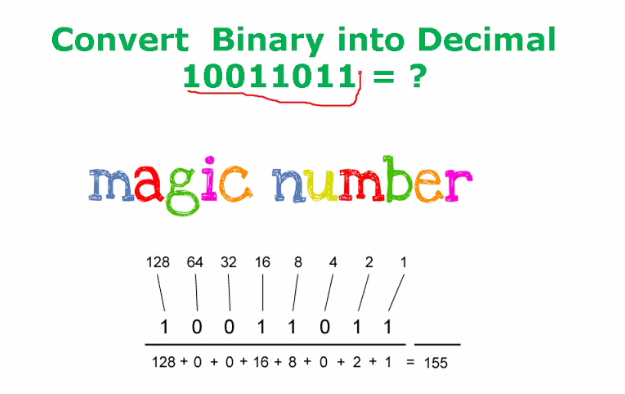 Convert Binary into Decimal
10011011 = ?
magic number
128 64 32 16 8 4 2 1
1 0 0 1 1 0 1 1
128 + 0 + 0 + 16 + 8 + 0 + 2 + 1 = 155